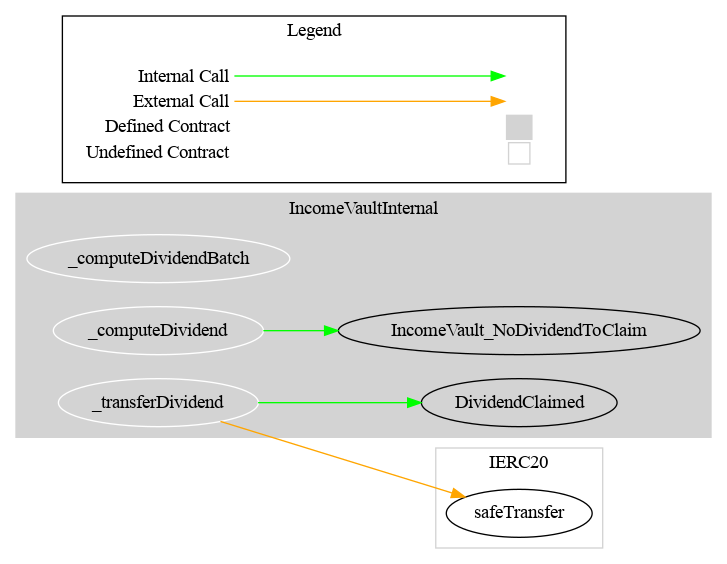 Legend
Internal Call
External Call
Defined Contract
Undefined Contract
IncomeVaultInternal
_computeDividendBatch
_computeDividend
IncomeVault_NoDividendToClaim
_transferDividend
DividendClaimed
IERC20
safeTransfer